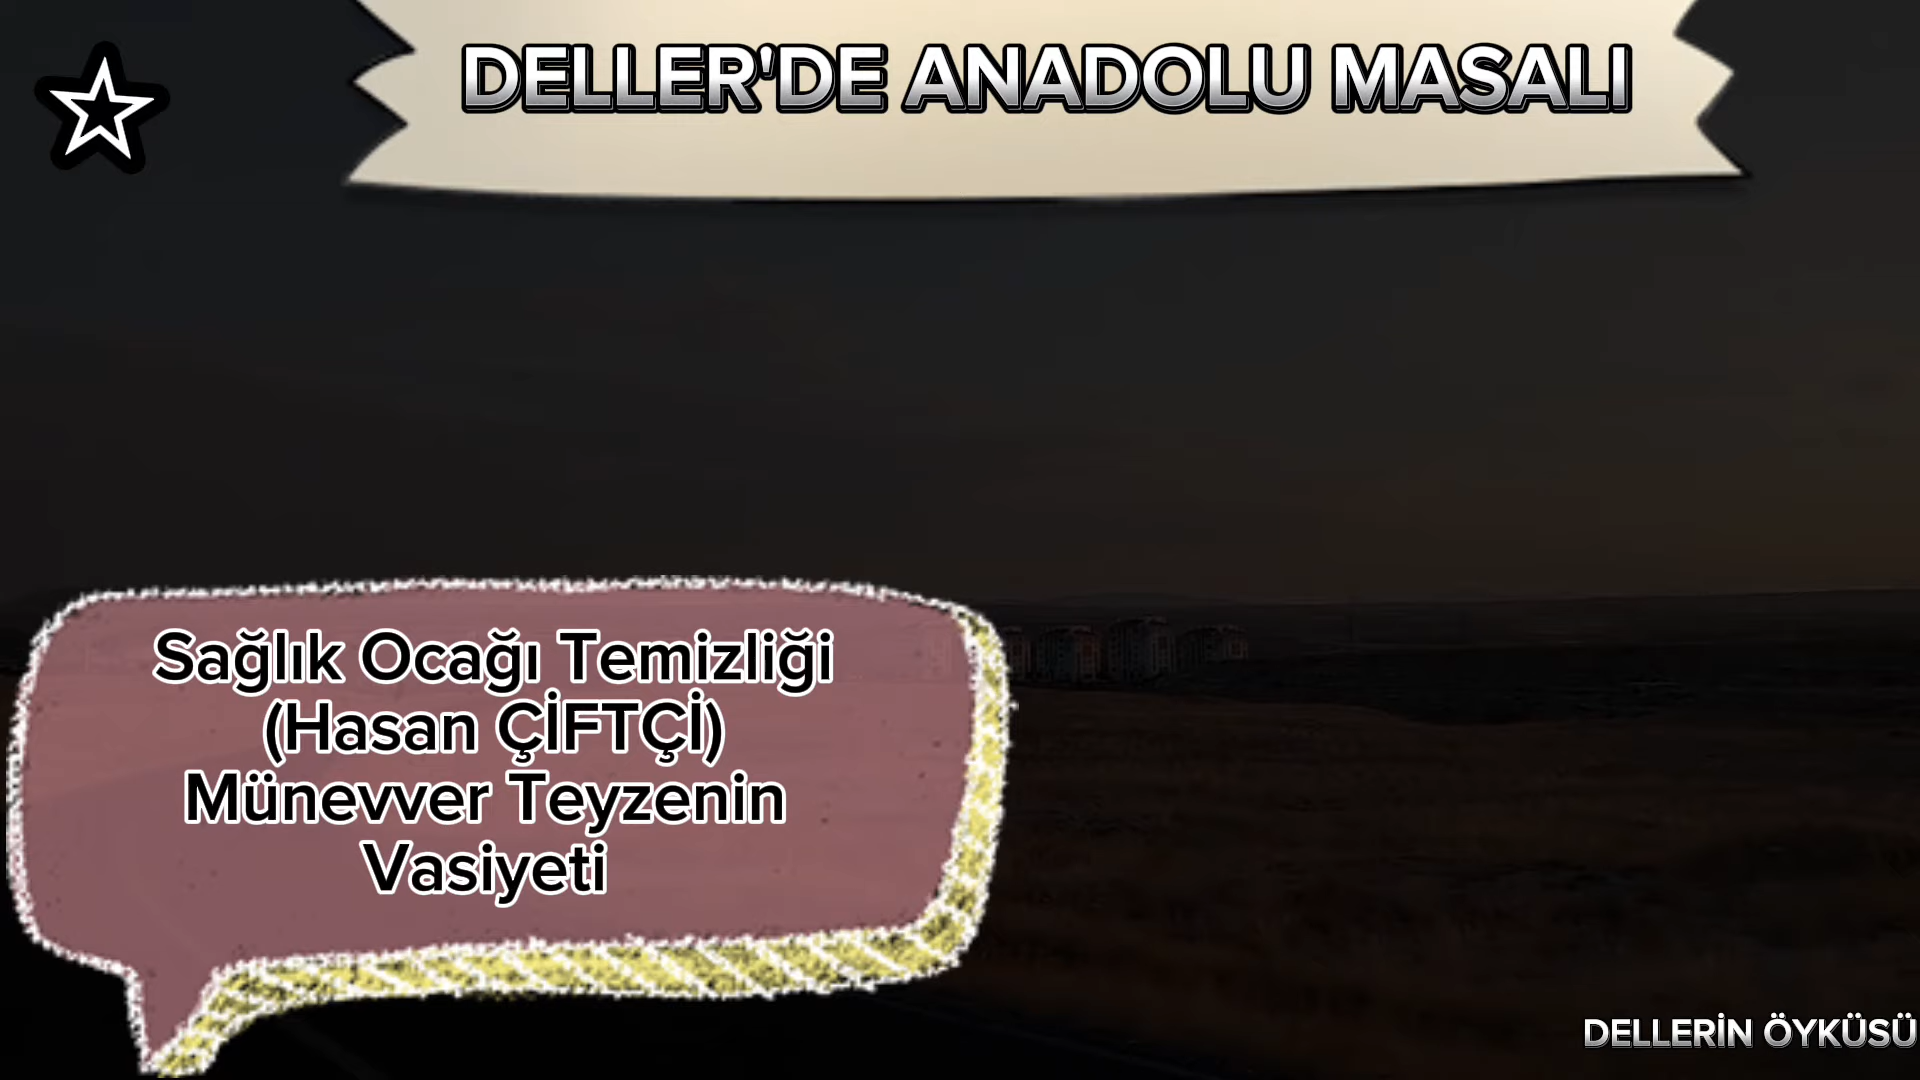 DELLER'DE ANADOLU MASALI
Sağlık Ocağı Temizliği
(Hasan ÇİFTÇİ)
Münevver Teyzenin
Vasiyeti
DELLERİN ÖYKÜSÜ